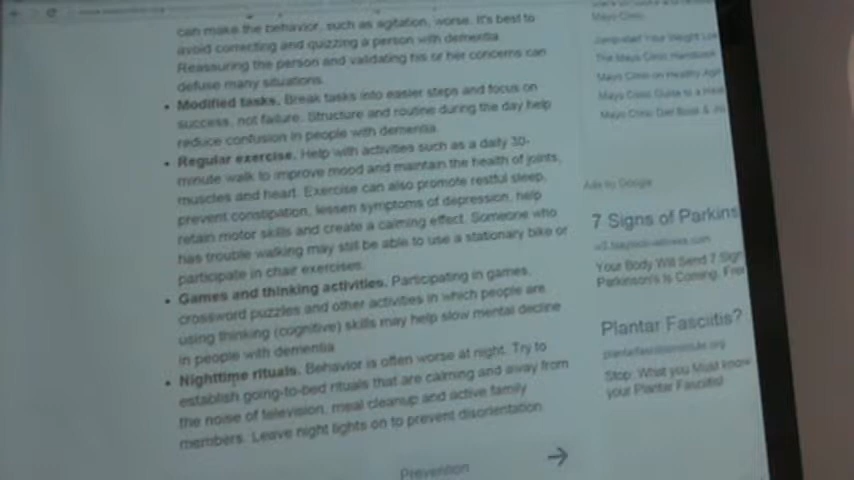 can make the behavior, such as agitation, worse. It's best to
avoid correcting and quizzing a person with dementia.
Reassuring the person and validating his or her concerns can
defuse many situations.
• Modified tasks. Break tasks into easier steps and focus on
success, not failure. Structure and routine during the day help
reduce confusion in people with dementia.
• Regular exercise. Help with activities such as a daily 30-
minute walk to improve mood and maintain the health of joints,
muscles and heart. Exercise can also promote restful sleep,
prevent constipation, lessen symptoms of depression, help
retain motor skills and create a calming effect. Someone who
has trouble walking may still be able to use a stationary bike or
participate in chair exercises.
• Games and thinking activities. Participating in games,
crossword puzzles and other activities in which people are
using thinking (cognitive) skills may help slow mental decline
in people with dementia.
• Nighttime rituals. Behavior is often worse at night. Try to
establish going-to-bed rituals that are calming and away from
the noise of television, meal cleanup and active family
members. Leave night lights on to prevent disorientation.
Prevention →
Mayo Clinic
The Mayo Clinic Handbook
Mayo Clinic on Healthy Agin
Mayo Clinic Guide to a
Mayo Clinic Diet Book &
Ads by Google
7 Signs of Parkins
Your Body Will Send 7 Sign
Parkinson's Is Coming.
Plantar Fasciitis?
Stop: What you Must know
your Plantar Fasciitis!